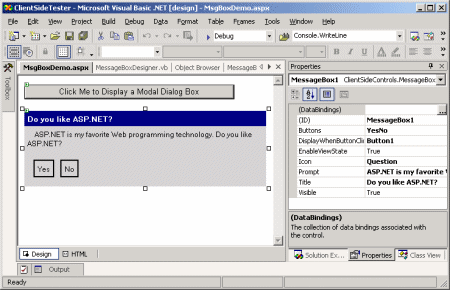 ClientSideTester - Microsoft Visual Basic .NET [design] - MsgBoxDemo.aspx
File Edit View Project Build Debug Data Format Table Frames Tools Window Help
Debug Console.WriteLine
MsgBoxDemo.aspx MessageBoxDesigner.vb Object Browser MessageB
Toolbox
Click Me to Display a Modal Dialog Box
Do you like ASP.NET?
ASP.NET is my favorite Web programming technology. Do you like
ASP.NET?
Yes No
Design HTML
Properties
MessageBox1 ClientSideControls.MessageBox
(DataBindings)
(ID) MessageBox1
Buttons YesNo
DisplayWhenButtonClic Button1
EnableViewState True
Icon Question
Prompt ASP.NET is my favorite W
Title Do you like ASP.NET?
Visible True
(DataBindings)
The collection of data bindings associated with
the control.
Solution Ex... Properties Class View
Output
Ready